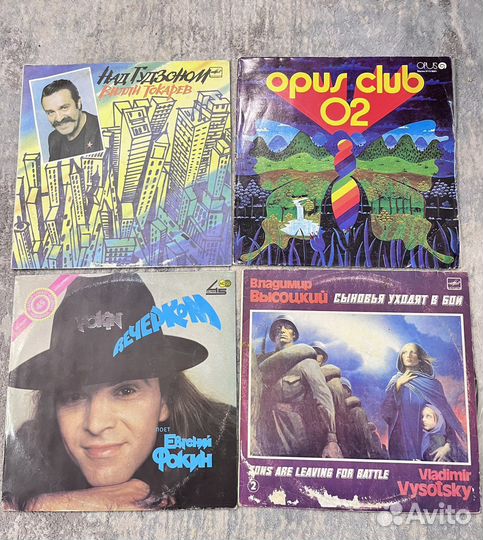 Над Гудзоном
Вилли Токарев
OPUS
opus club
02
Фокин
Вечерком
поет
Евгений
Фокин
Владимир
Высоцкий
СЫНОВЬЯ УХОДЯТ В БОЙ
SONS ARE LEAVING FOR BATTLE
2
Vladimir
Vysotsky
Avito